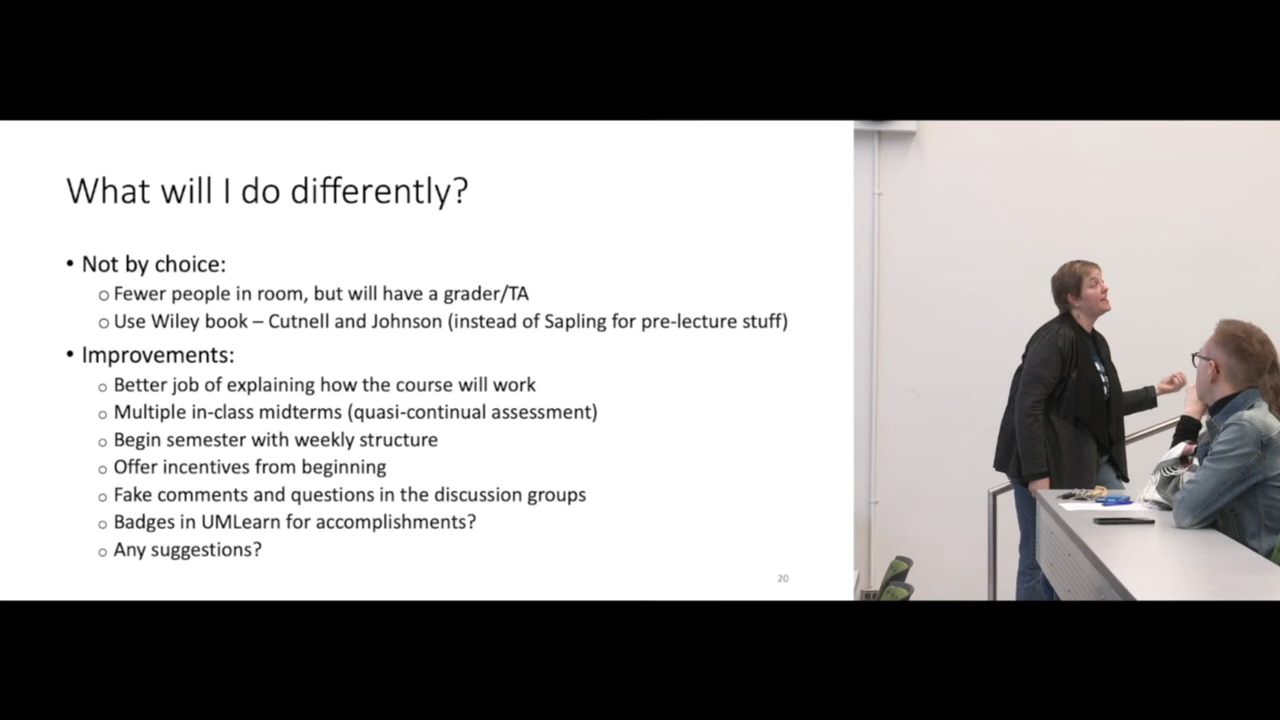 What will I do differently?
• Not by choice:
o Fewer people in room, but will have a grader/TA
o Use Wiley book – Cutnell and Johnson (instead of Sapling for pre-lecture stuff)
• Improvements:
o Better job of explaining how the course will work
o Multiple in-class midterms (quasi-continual assessment)
o Begin semester with weekly structure
o Offer incentives from beginning
o Fake comments and questions in the discussion groups
o Badges in UMLearn for accomplishments?
o Any suggestions?
20